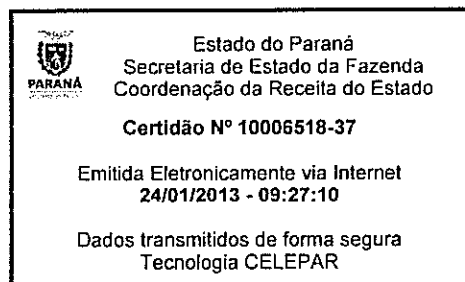 PARANÁ
Estado do Paraná
Secretaria de Estado da Fazenda
Coordenação da Receita do Estado
Certidão Nº 10006518-37
Emitida Eletronicamente via Internet
24/01/2013 - 09:27:10
Dados transmitidos de forma segura
Tecnologia CELEPAR